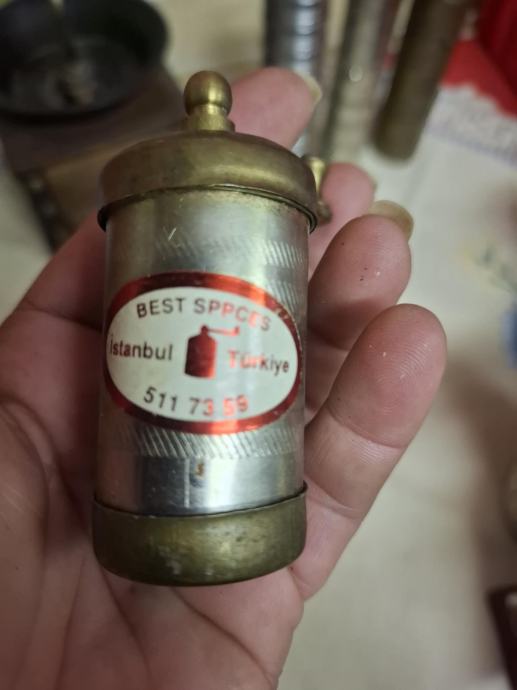 BEST SPPCES
İstanbul Türkiye
511 73 59